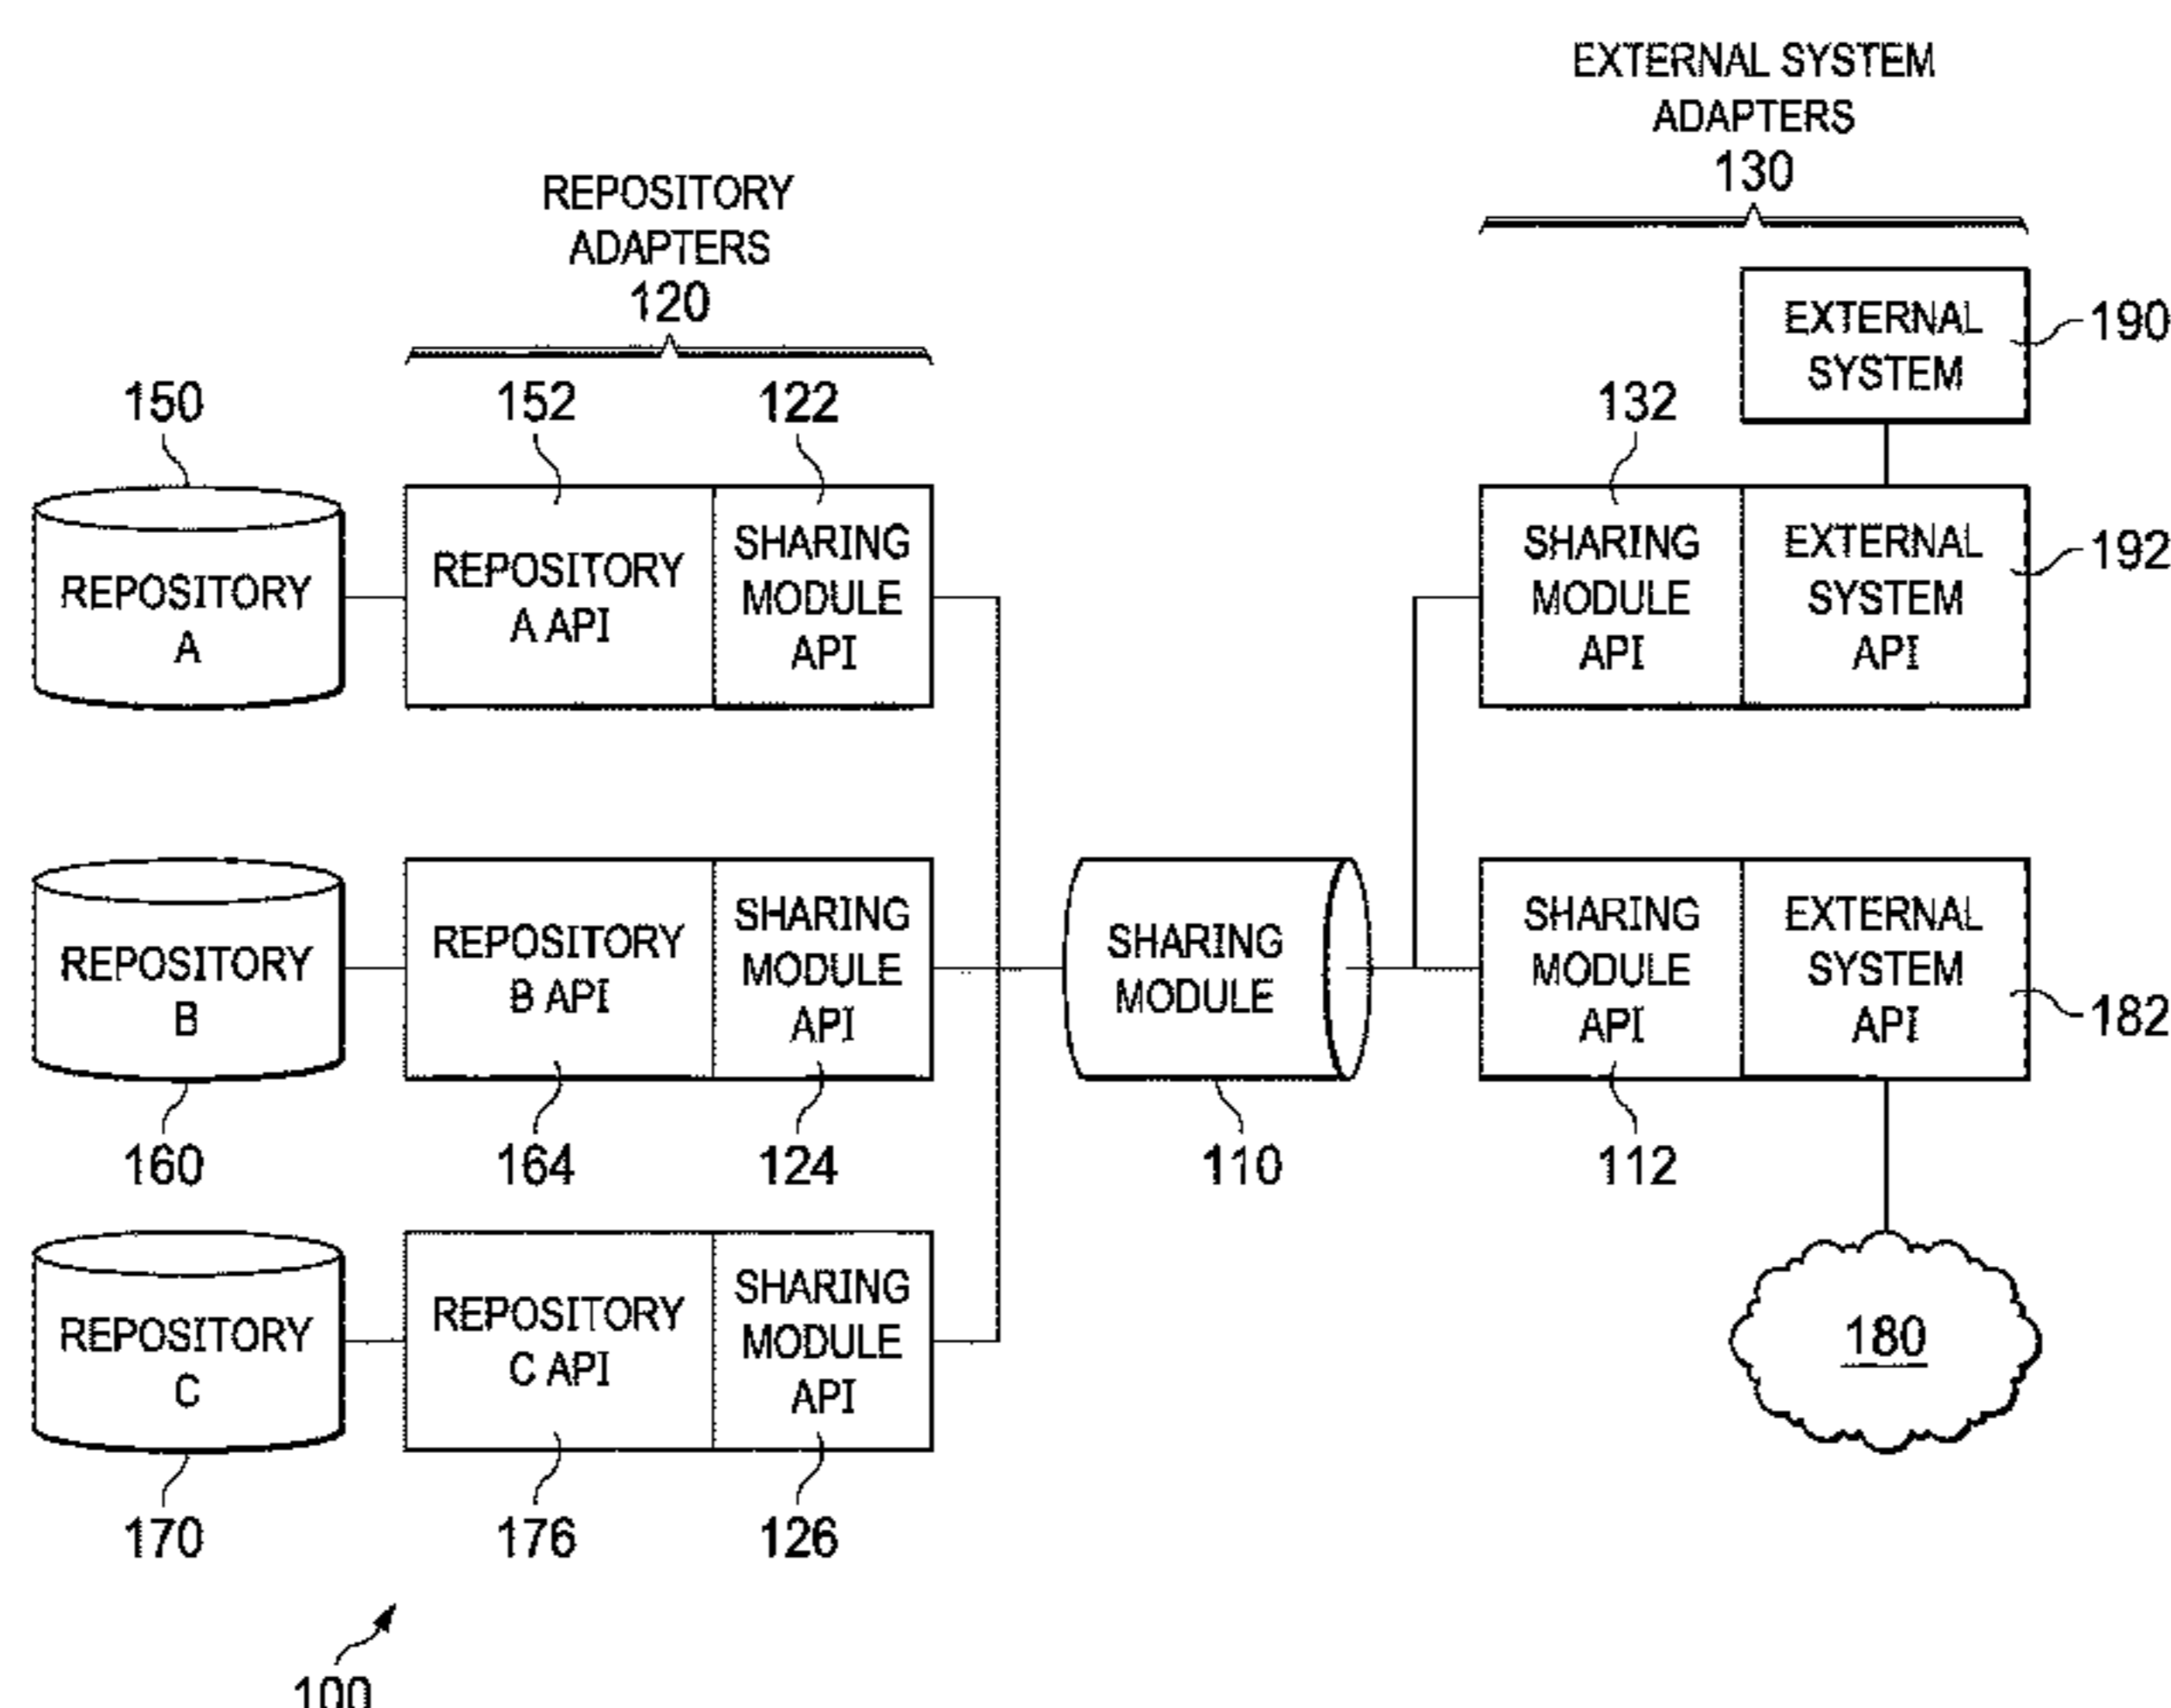 EXTERNAL SYSTEM
ADAPTERS
130
REPOSITORY
ADAPTERS
120
EXTERNAL
SYSTEM
190
150
152
122
132
REPOSITORY
A
REPOSITORY
A API
SHARING
MODULE
API
SHARING
MODULE
API
EXTERNAL
SYSTEM
API
192
REPOSITORY
B
REPOSITORY
B API
SHARING
MODULE
API
SHARING
MODULE
SHARING
MODULE
API
EXTERNAL
SYSTEM
API
182
160
164
124
110
112
REPOSITORY
C
REPOSITORY
C API
SHARING
MODULE
API
180
170
176
126
100